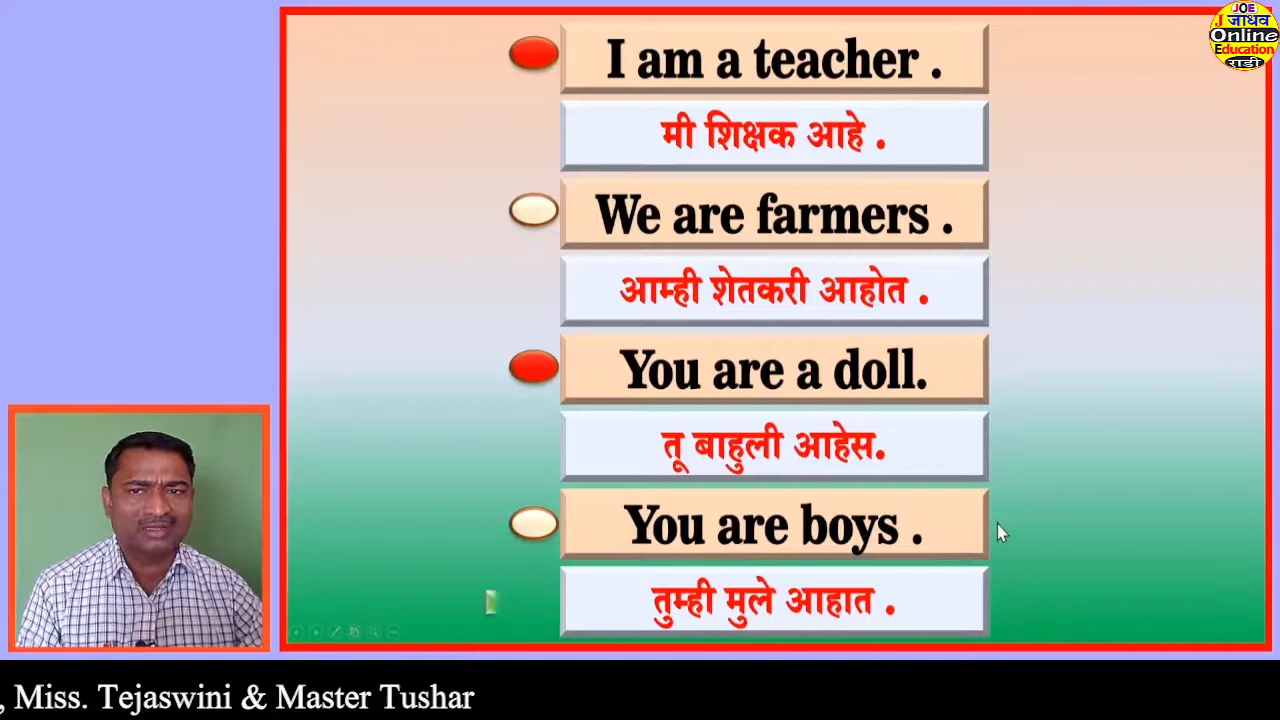 JOE
J जाधव
Online
Education
राडी
I am a teacher .
मी शिक्षक आहे .
We are farmers .
आम्ही शेतकरी आहोत .
You are a doll.
तू बाहुली आहेस.
You are boys .
तुम्ही मुले आहात .
, Miss. Tejaswini & Master Tushar